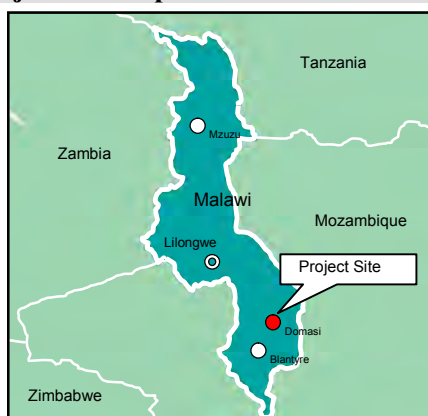 Tanzania
Mzuzu
Zambia
Malawi
Mozambique
Lilongwe
Project Site
Domasi
Blantyre
Zimbabwe